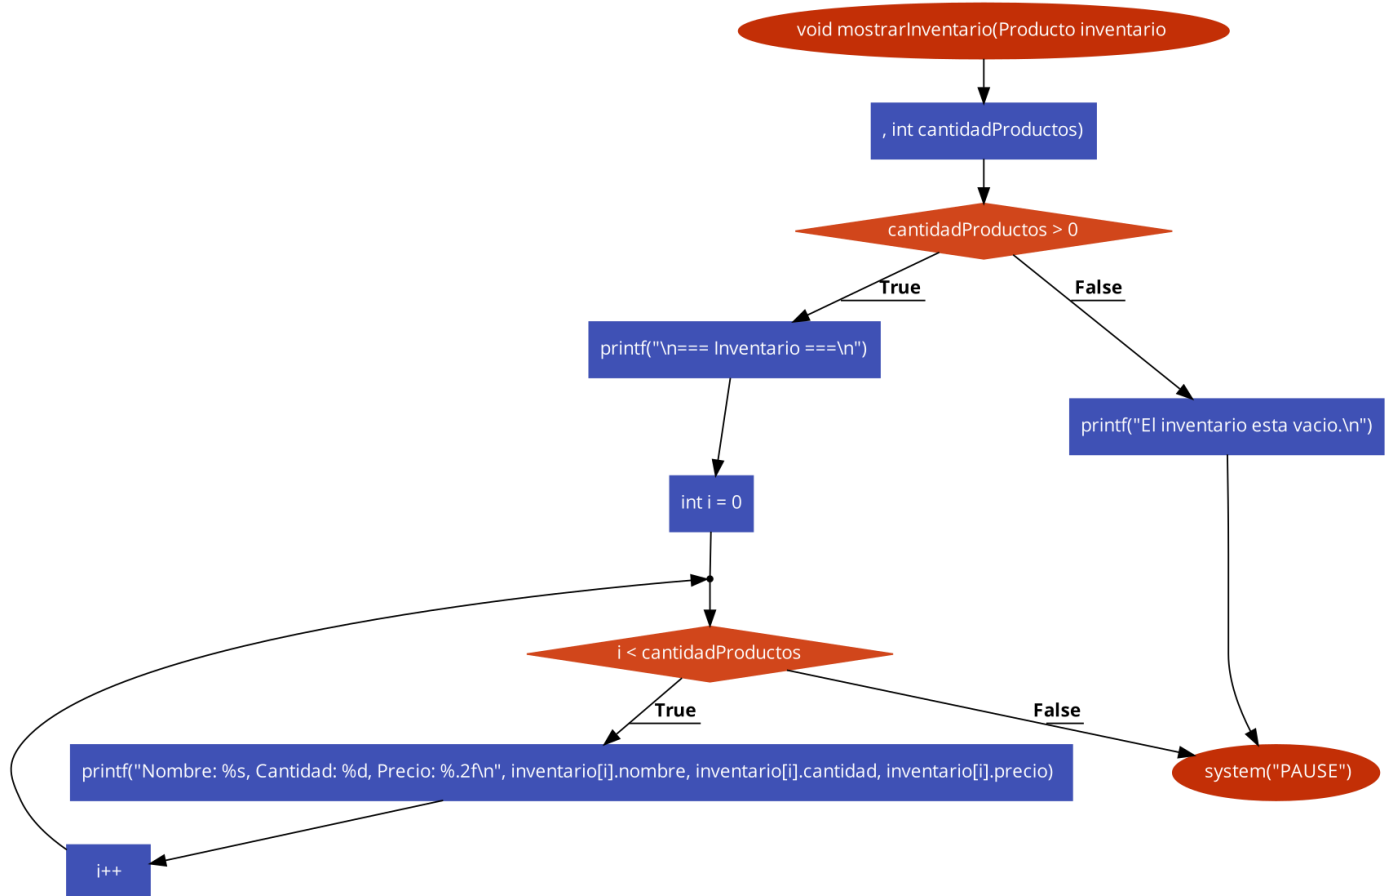 void mostrarInventario(Producto inventario
, int cantidadProductos)
cantidadProductos > 0
True
False
printf("\n=== Inventario ===\n")
printf("El inventario esta vacio.\n")
int i = 0
i < cantidadProductos
True
False
printf("Nombre: %s, Cantidad: %d, Precio: %.2f\n", inventario[i].nombre, inventario[i].cantidad, inventario[i].precio)
system("PAUSE")
i++